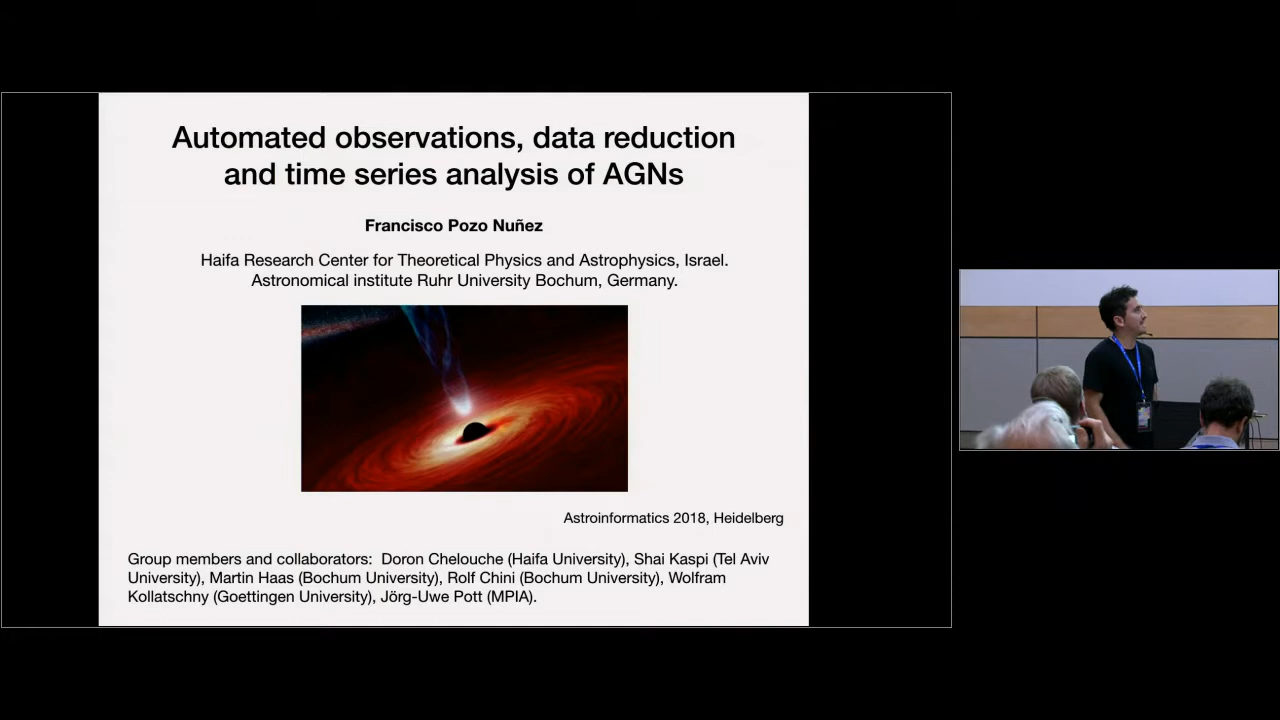 Automated observations, data reduction
and time series analysis of AGNs
Francisco Pozo Nuñez
Haifa Research Center for Theoretical Physics and Astrophysics, Israel.
Astronomical institute Ruhr University Bochum, Germany.
Astroinformatics 2018, Heidelberg
Group members and collaborators:  Doron Chelouche (Haifa University), Shai Kaspi (Tel Aviv
University), Martin Haas (Bochum University), Rolf Chini (Bochum University), Wolfram
Kollatschny (Goettingen University), Jörg-Uwe Pott (MPIA).